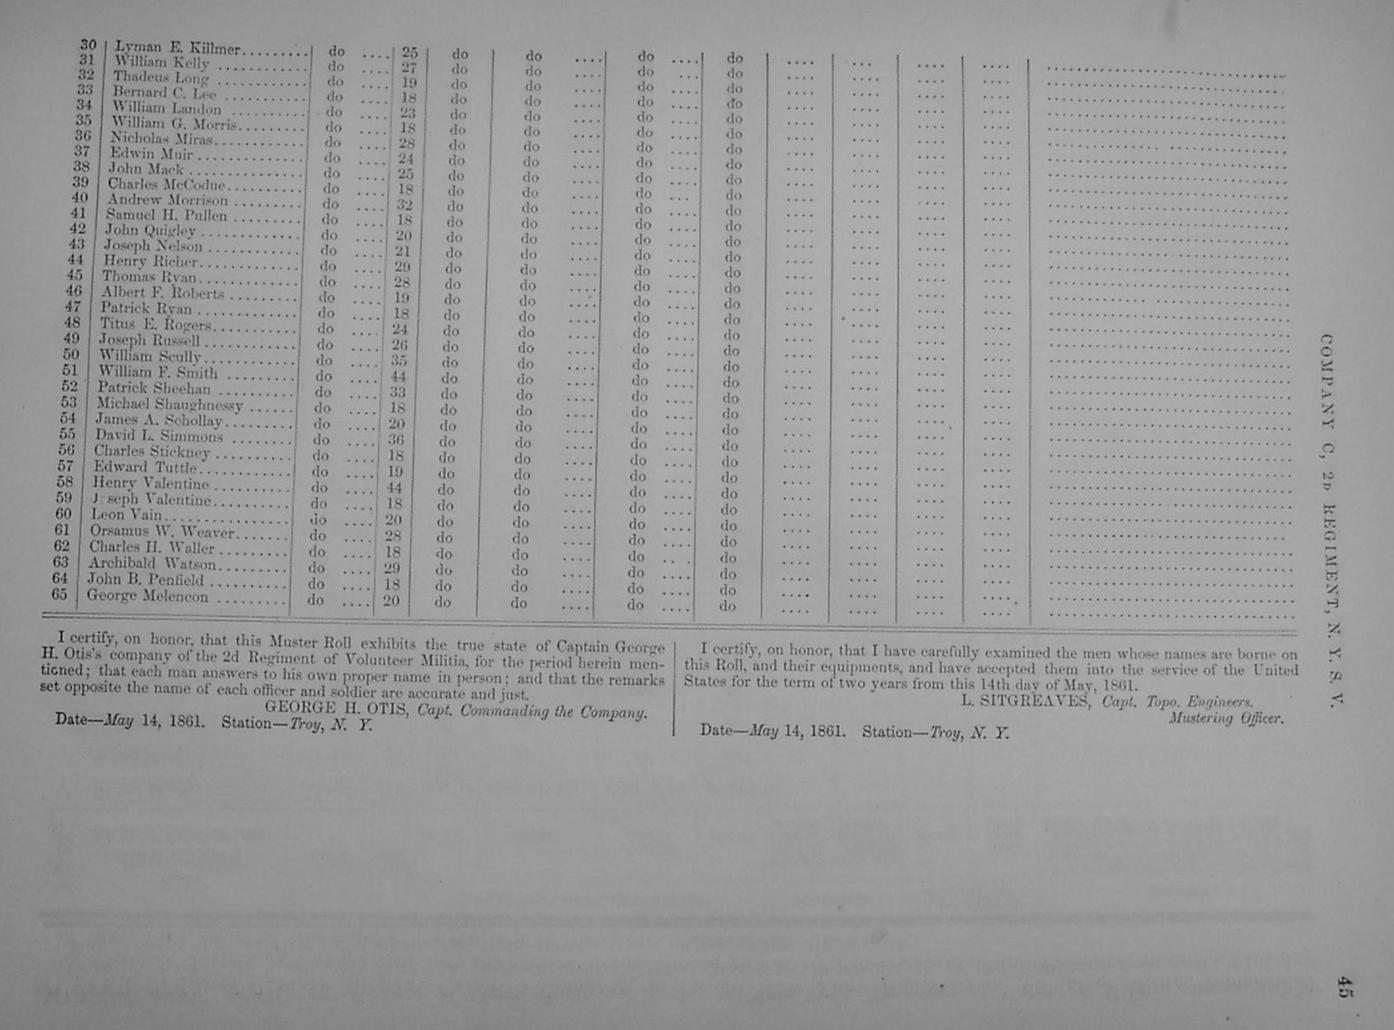 30 Lyman E. Killmer......... do .... 25 do do .... do .... do .... .... .... .... ..............................
31 William Kelly ........... do .... 27 do do .... do .... do .... .... .... .... ..............................
32 Thadeus Long ........... do .... 19 do do .... do .... do .... .... .... .... ..............................
33 Bernard C. Lee .......... do .... 18 do do .... do .... do .... .... .... .... ..............................
34 William Landon ......... do .... 23 do do .... do .... do .... .... .... .... ..............................
35 William G. Morris........ do .... 18 do do .... do .... do .... .... .... .... ..............................
36 Nicholas Miras........... do .... 28 do do .... do .... do .... .... .... .... ..............................
37 Edwin Muir ............. do .... 24 do do .... do .... do .... .... .... .... ..............................
38 John Mack .............. do .... 25 do do .... do .... do .... .... .... .... ..............................
39 Charles McCodue......... do .... 18 do do .... do .... do .... .... .... .... ..............................
40 Andrew Morrison ........ do .... 32 do do .... do .... do .... .... .... .... ..............................
41 Samuel H. Pullen ........ do .... 18 do do .... do .... do .... .... .... .... ..............................
42 John Quigley ............ do .... 20 do do .... do .... do .... .... .... .... ..............................
43 Joseph Nelson ........... do .... 21 do do .... do .... do .... .... .... .... ..............................
44 Henry Richer............ do .... 29 do do .... do .... do .... .... .... .... ..............................
45 Thomas Ryan............ do .... 28 do do .... do .... do .... .... .... .... ..............................
46 Albert F. Roberts ........ do .... 19 do do .... do .... do .... .... .... .... ..............................
47 Patrick Ryan ............ do .... 18 do do .... do .... do .... .... .... .... ..............................
48 Titus E. Rogers.......... do .... 24 do do .... do .... do .... .... .... .... ..............................
49 Joseph Russell ........... do .... 26 do do .... do .... do .... .... .... .... ..............................
50 William Scully........... do .... 35 do do .... do .... do .... .... .... .... ..............................
51 William F. Smith ........ do .... 44 do do .... do .... do .... .... .... .... ..............................
52 Patrick Sheehan ......... do .... 33 do do .... do .... do .... .... .... .... ..............................
53 Michael Shaughnessy ..... do .... 18 do do .... do .... do .... .... .... .... ..............................
54 James A. Schollay........ do .... 20 do do .... do .... do .... .... .... .... ..............................
55 David L. Simmons ....... do .... 36 do do .... do .... do .... .... .... .... ..............................
56 Charles Stickney ......... do .... 18 do do .... do .... do .... .... .... .... ..............................
57 Edward Tuttle........... do .... 19 do do .... do .... do .... .... .... .... ..............................
58 Henry Valentine ......... do .... 44 do do .... do .... do .... .... .... .... ..............................
59 J seph Valentine......... do .... 18 do do .... do .... do .... .... .... .... ..............................
60 Leon Vain............... do .... 20 do do .... do .... do .... .... .... .... ..............................
61 Orsamus W. Weaver...... do .... 28 do do .... do .... do .... .... .... .... ..............................
62 Charles H. Waller ........ do .... 18 do do .... do .... do .... .... .... .... ..............................
63 Archibald Watson........ do .... 29 do do .... do .... do .... .... .... .... ..............................
64 John B. Penfield ......... do .... 18 do do .... do .... do .... .... .... .... ..............................
65 George Melencon ........ do .... 20 do do .... do .... do .... .... .... .... ..............................
I certify, on honor, that this Muster Roll exhibits the true state of Captain George
H. Otis's company of the 2d Regiment of Volunteer Militia, for the period herein men-
tioned; that each man answers to his own proper name in person; and that the remarks
set opposite the name of each officer and soldier are accurate and just.
GEORGE H. OTIS, Capt. Commanding the Company.
Date—May 14, 1861. Station—Troy, N. Y.
I certify, on honor, that I have carefully examined the men whose names are borne on
this Roll, and their equipments, and have accepted them into the service of the United
States for the term of two years from this 14th day of May, 1861.
L. SITGREAVES, Capt. Topo. Engineers.
Mustering Officer.
Date—May 14, 1861. Station—Troy, N. Y.
COMPANY C, 2D REGIMENT, N. Y. S. V.
45